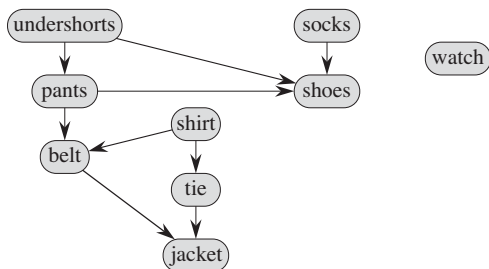 undershorts
socks
watch
pants
shoes
shirt
belt
tie
jacket